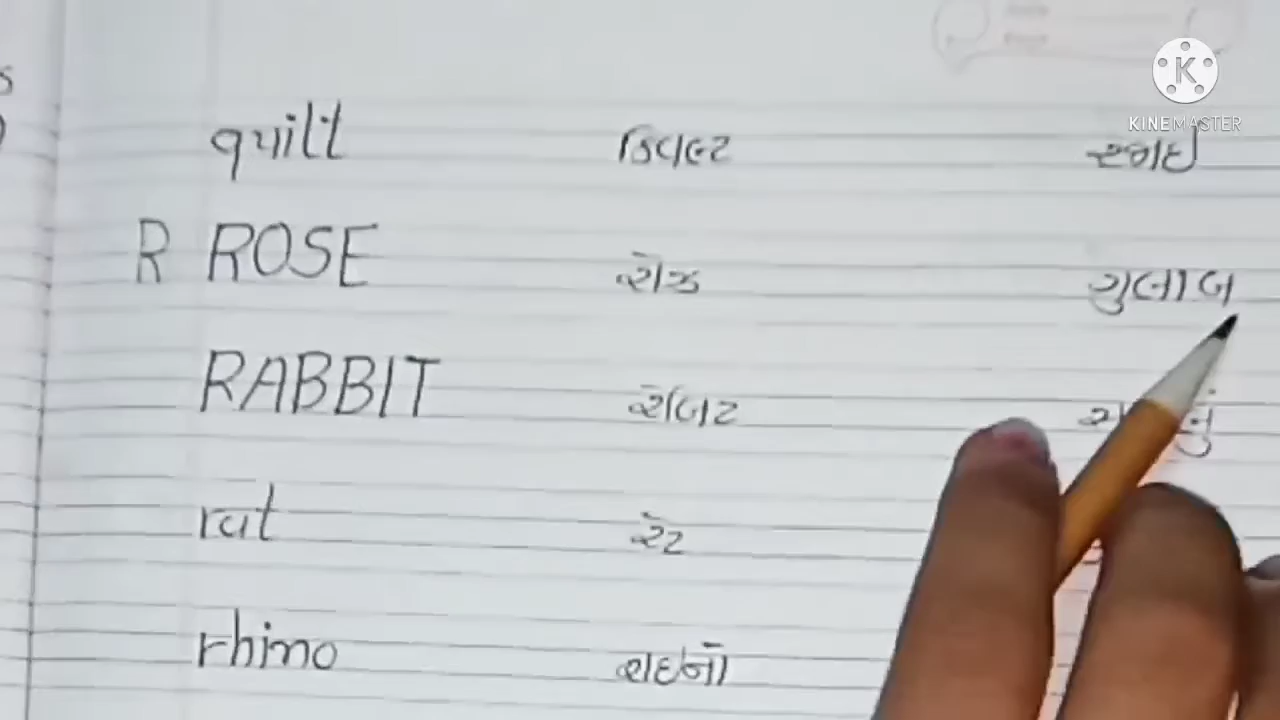 quilt ક્વિલ્ટ રજાઈ
R ROSE રોઝ ગુલાબ
RABBIT રેબિટ
rat રેટ
rhino રાઇનો
K
KINEMASTER